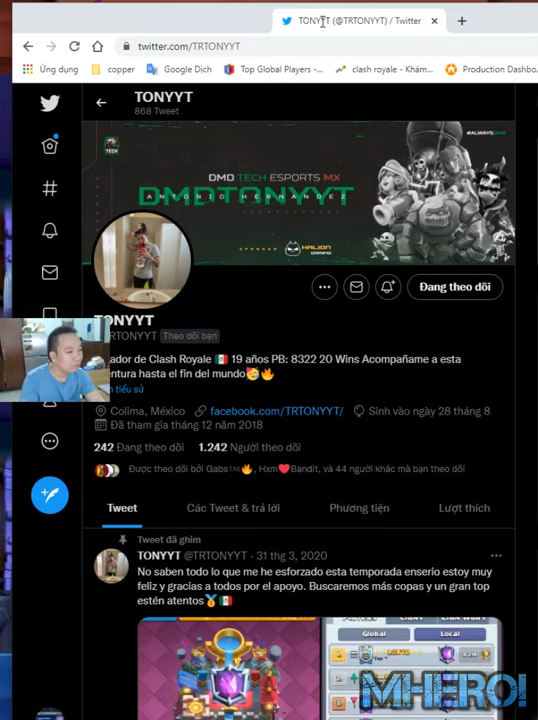 TONYYT (@TRTONYYT) / Twitter
twitter.com/TRTONYYT
Ứng dụng
copper
Google Dịch
Top Global Players -...
clash royale - Khám...
Production Dashbo
TONYYT
868 Tweet
#ALWAYSDMD
TECH
DMD TECH ESPORTS MX
DMDTONYYT
ANTONIO HERNANDEZ
HALION
GAMING
Đang theo dõi
TONYYT
TRTONYYT Theo dõi bạn
ador de Clash Royale 🇲🇽 19 años PB: 8322 20 Wins Acompañame a esta
ntura hasta el fin del mundo🥳🔥
n tiểu sử
Colima, México facebook.com/TRTONYYT/ Sinh vào ngày 28 tháng 8
Đã tham gia tháng 12 năm 2018
242 Đang theo dõi 1.242 Người theo dõi
Được theo dõi bởi Gabs™🔥, Hxm❤️Bandit, và 44 người khác mà bạn theo dõi
Tweet
Các Tweet & trả lời
Phương tiện
Lượt thích
Tweet đã ghim
TONYYT @TRTONYYT · 31 thg 3, 2020
No saben todo lo que me he esforzado esta temporada enserio estoy muy
feliz y gracias a todos por el apoyo. Buscaremos más copas y un gran top
estén atentos🥇🇲🇽
Global
Local
MHERO!